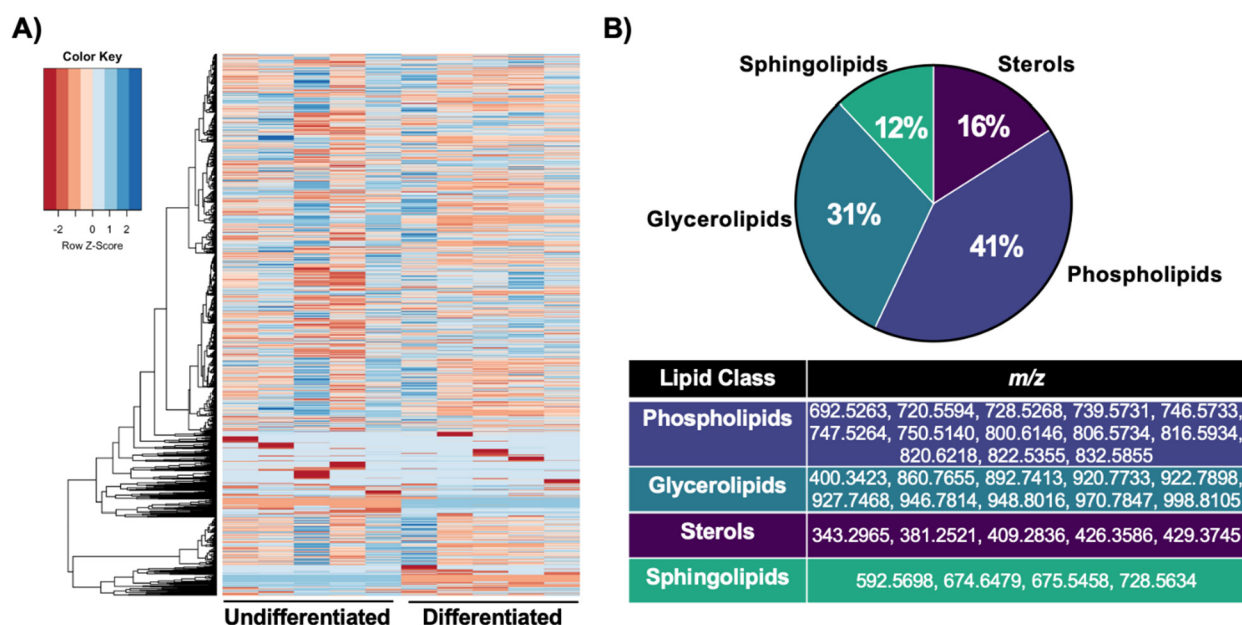 A)
Color Key
-2 -1 0 1 2
Row Z-Score
Undifferentiated
Differentiated
B)
Sphingolipids
Sterols
12%
16%
Glycerolipids
31%
41%
Phospholipids
Lipid Class
m/z
Phospholipids
692.5263, 720.5594, 728.5268, 739.5731, 746.5733,
747.5264, 750.5140, 800.6146, 806.5734, 816.5934,
820.6218, 822.5355, 832.5855
Glycerolipids
400.3423, 860.7655, 892.7413, 920.7733, 922.7898,
927.7468, 946.7814, 948.8016, 970.7847, 998.8105
Sterols
343.2965, 381.2521, 409.2836, 426.3586, 429.3745
Sphingolipids
592.5698, 674.6479, 675.5458, 728.5634